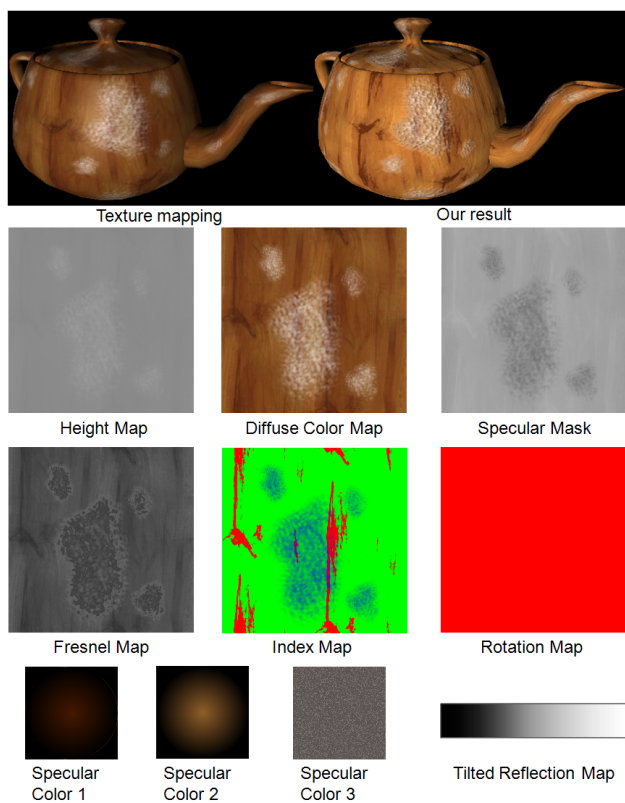 Texture mapping
Our result
Height Map
Diffuse Color Map
Specular Mask
Fresnel Map
Index Map
Rotation Map
Specular
Color 1
Specular
Color 2
Specular
Color 3
Tilted Reflection Map